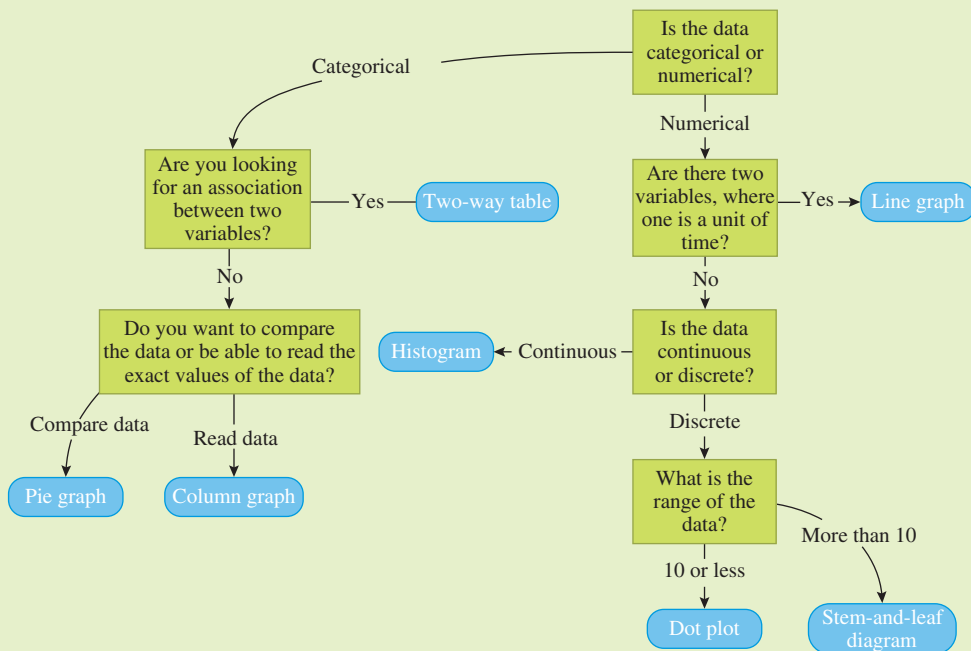 Is the data
categorical or
numerical?
Categorical
Numerical
Are you looking
for an association
between two
variables?
Yes
Two-way table
Are there two
variables, where
one is a unit of
time?
Yes
Line graph
No
No
Do you want to compare
the data or be able to read the
exact values of the data?
Histogram
Continuous
Is the data
continuous
or discrete?
Compare data
Read data
Discrete
Pie graph
Column graph
What is the
range of the
data?
More than 10
10 or less
Dot plot
Stem-and-leaf
diagram